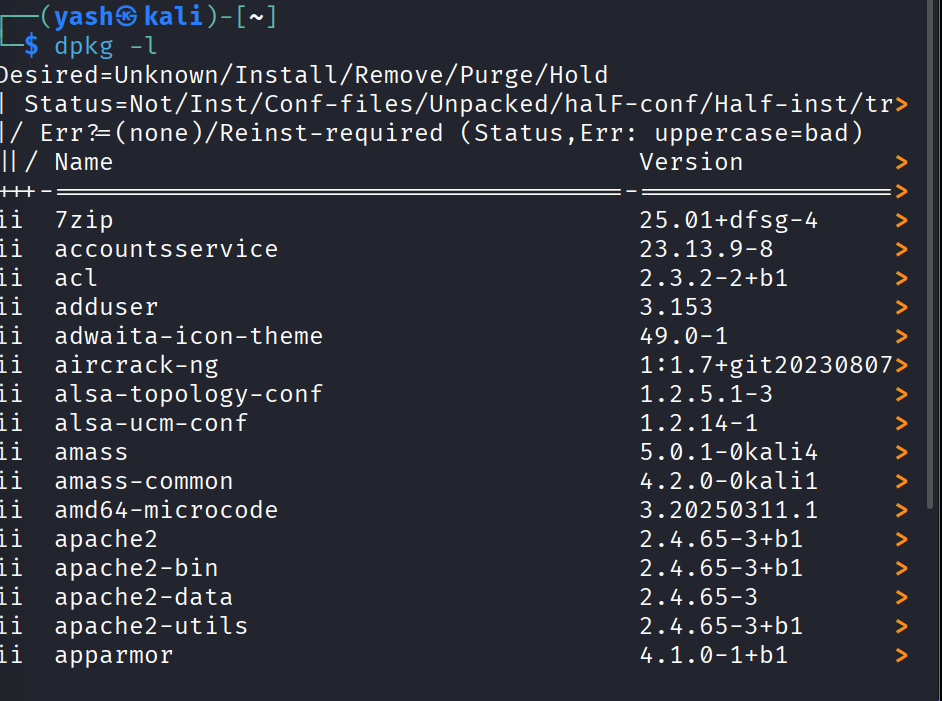 ┌──(yash㉿kali)-[~]
└─$ dpkg -l
Desired=Unknown/Install/Remove/Purge/Hold
| Status=Not/Inst/Conf-files/Unpacked/halF-conf/Half-inst/tr>
|/ Err?=(none)/Reinst-required (Status,Err: uppercase=bad)
||/ Name Version >
+++-======================================-=================>
ii 7zip 25.01+dfsg-4 >
ii accountsservice 23.13.9-8 >
ii acl 2.3.2-2+b1 >
ii adduser 3.153 >
ii adwaita-icon-theme 49.0-1 >
ii aircrack-ng 1:1.7+git20230807>
ii alsa-topology-conf 1.2.5.1-3 >
ii alsa-ucm-conf 1.2.14-1 >
ii amass 5.0.1-0kali4 >
ii amass-common 4.2.0-0kali1 >
ii amd64-microcode 3.20250311.1 >
ii apache2 2.4.65-3+b1 >
ii apache2-bin 2.4.65-3+b1 >
ii apache2-data 2.4.65-3 >
ii apache2-utils 2.4.65-3+b1 >
ii apparmor 4.1.0-1+b1 >